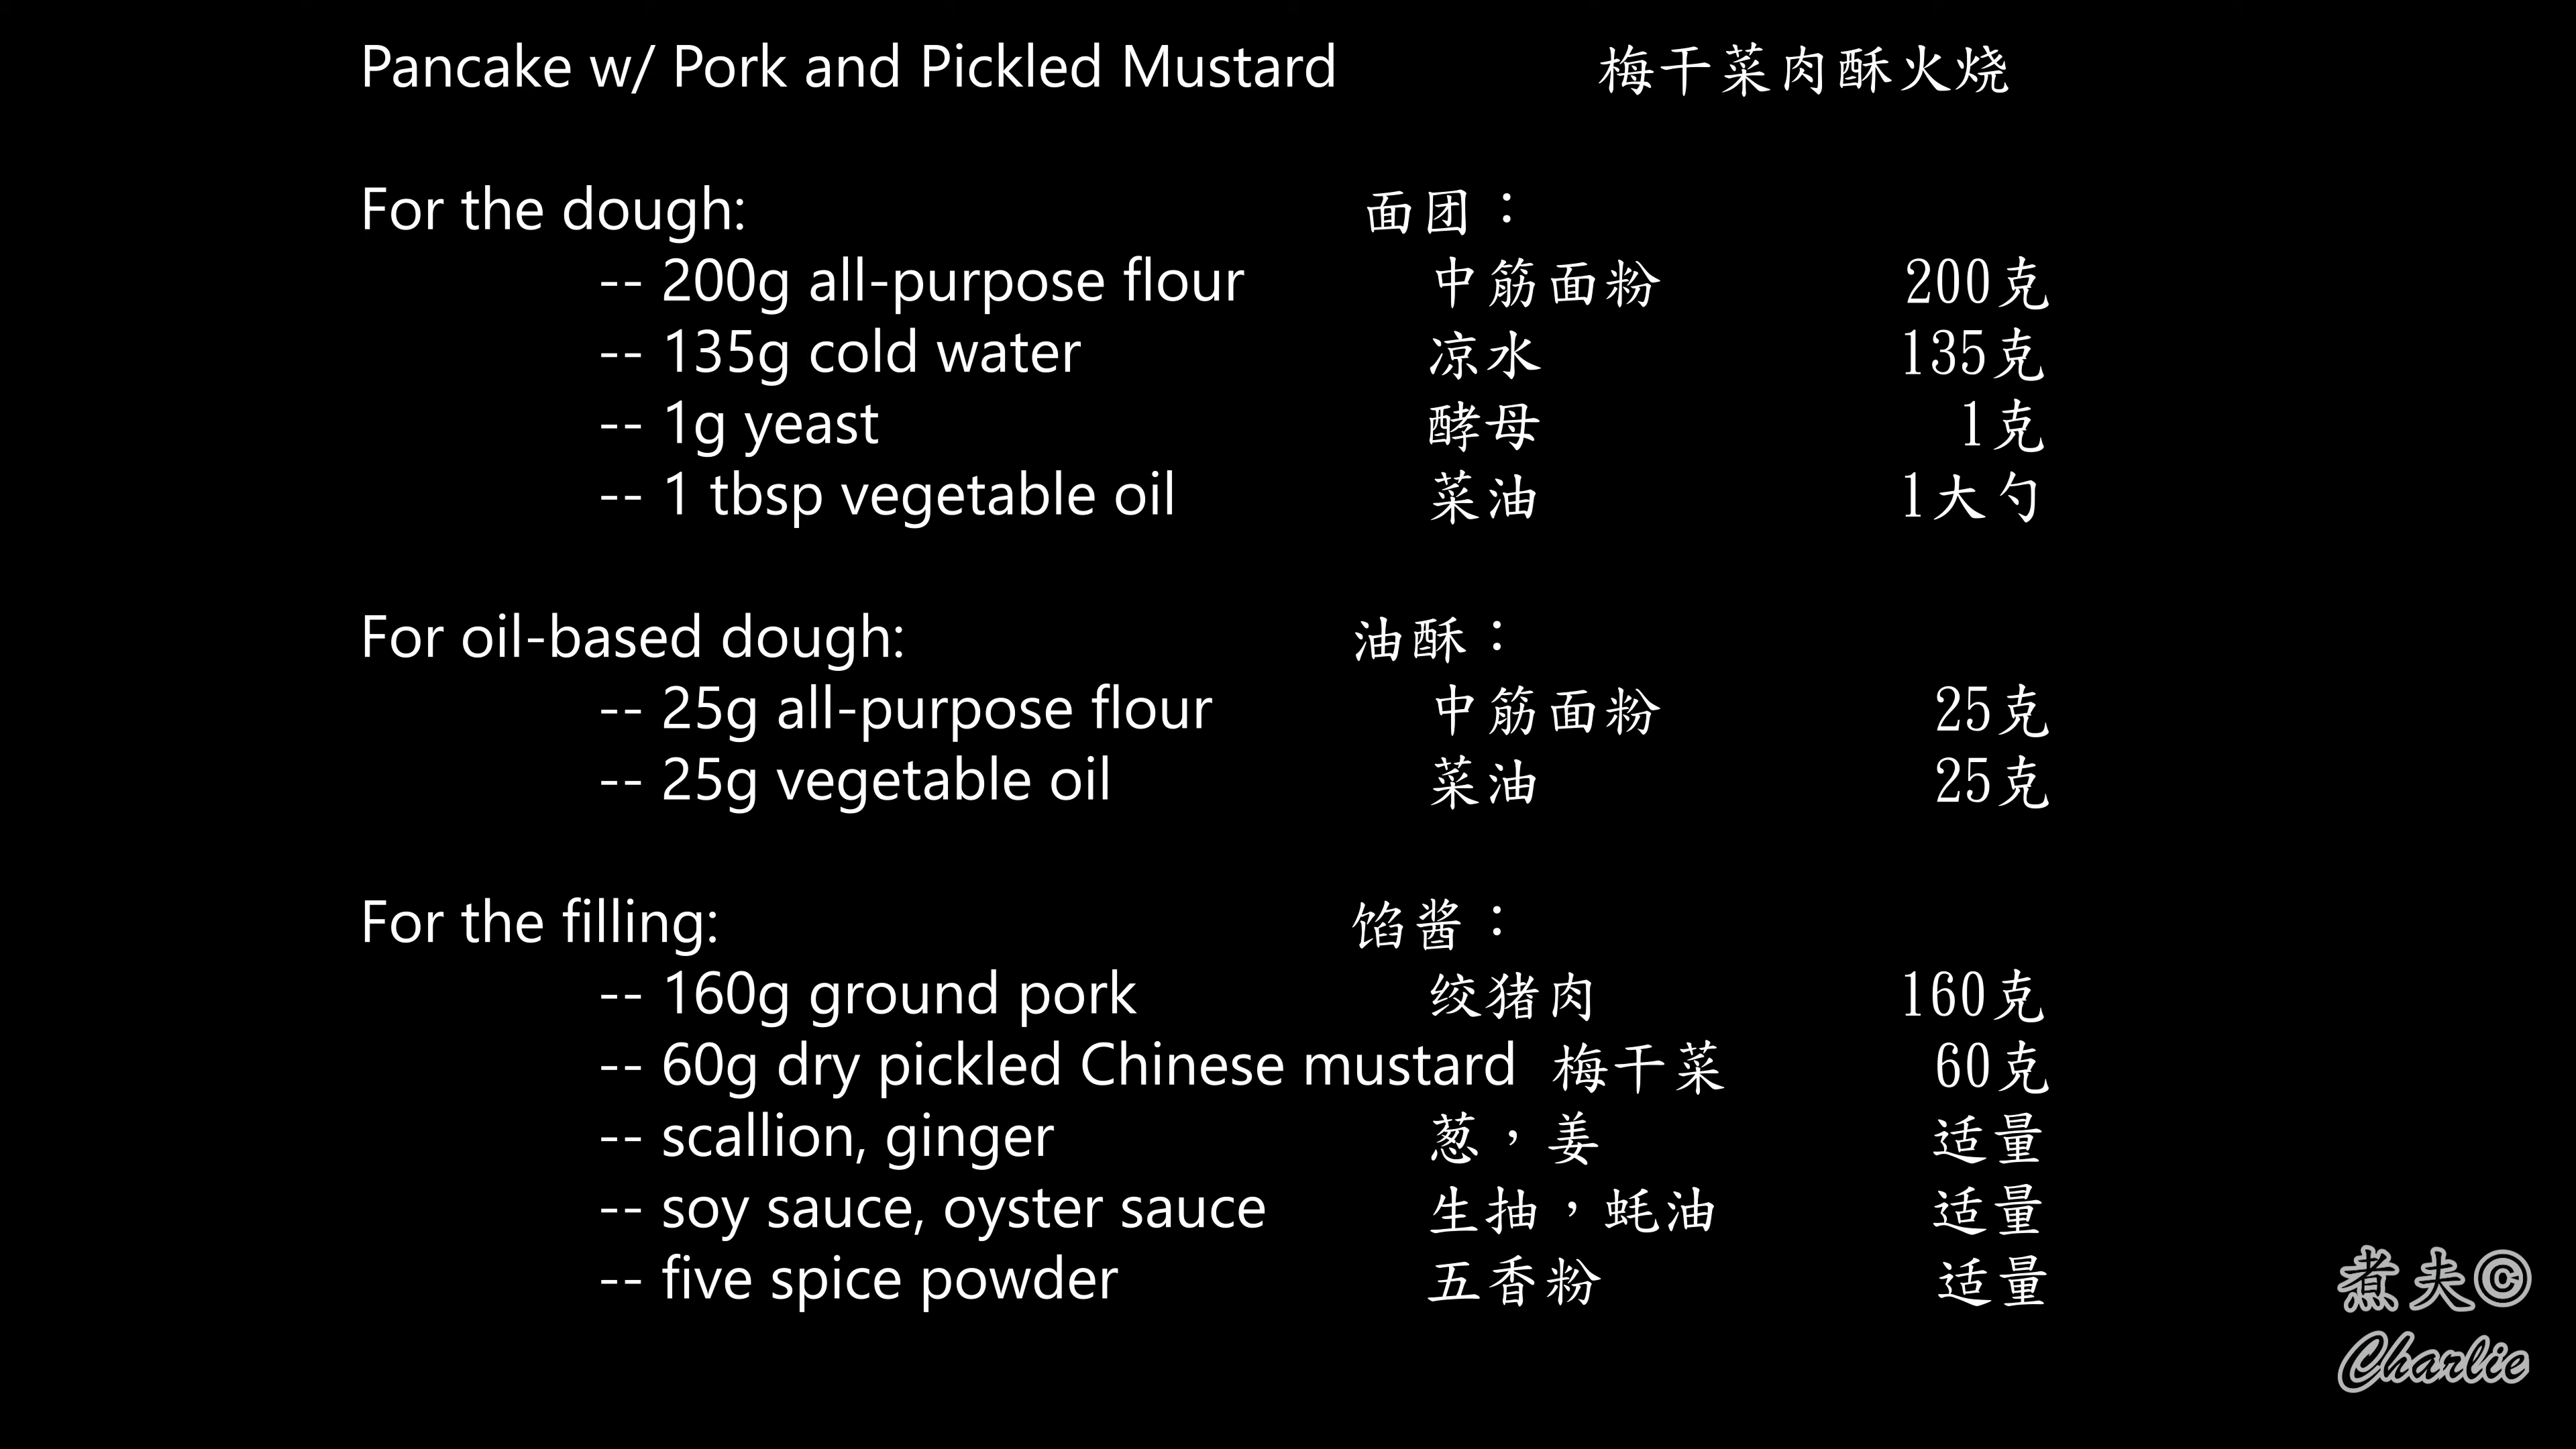 Pancake w/ Pork and Pickled Mustard 梅干菜肉酥火烧
For the dough: 面团：
-- 200g all-purpose flour 中筋面粉 200克
-- 135g cold water 凉水 135克
-- 1g yeast 酵母 1克
-- 1 tbsp vegetable oil 菜油 1大勺
For oil-based dough: 油酥：
-- 25g all-purpose flour 中筋面粉 25克
-- 25g vegetable oil 菜油 25克
For the filling: 馅酱：
-- 160g ground pork 绞猪肉 160克
-- 60g dry pickled Chinese mustard 梅干菜 60克
-- scallion, ginger 葱，姜 适量
-- soy sauce, oyster sauce 生抽，蚝油 适量
-- five spice powder 五香粉 适量
煮夫©
Charlie